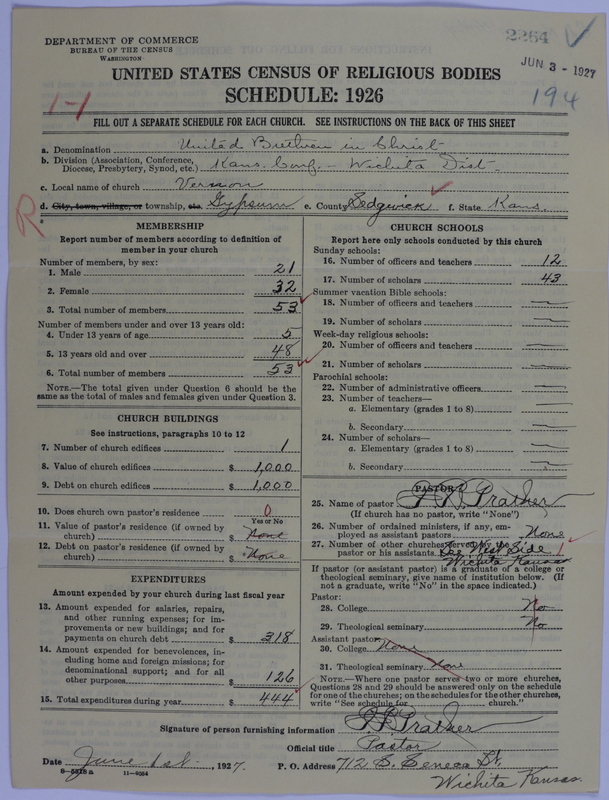 2264
DEPARTMENT OF COMMERCE
BUREAU OF THE CENSUS
WASHINGTON
JUN 3 - 1927
UNITED STATES CENSUS OF RELIGIOUS BODIES
SCHEDULE: 1926
1-1
194
FILL OUT A SEPARATE SCHEDULE FOR EACH CHURCH. SEE INSTRUCTIONS ON THE BACK OF THIS SHEET
a. Denomination United Brethren in Christ
b. Division (Association, Conference, Diocese, Presbytery, Synod, etc.) Kans. Conf. - Wichita Dist.
c. Local name of church Vernon
d. City, town, village, or township, etc. Gypsum e. County Sedgwick f. State Kans.
R.
MEMBERSHIP
Report number of members according to definition of
member in your church
Number of members, by sex:
1. Male 21
2. Female 32
3. Total number of members 53
Number of members under and over 13 years old:
4. Under 13 years of age 5
5. 13 years old and over 48
6. Total number of members 53
NOTE.—The total given under Question 6 should be the
same as the total of males and females given under Question 3.
CHURCH BUILDINGS
See instructions, paragraphs 10 to 12
7. Number of church edifices 1
8. Value of church edifices $ 1,000
9. Debt on church edifices $ 1,000
10. Does church own pastor's residence 0
Yes or No
11. Value of pastor's residence (if owned by
church) $ None
12. Debt on pastor's residence (if owned by
church) $ None
EXPENDITURES
Amount expended by your church during last fiscal year
13. Amount expended for salaries, repairs,
and other running expenses; for im-
provements or new buildings; and for
payments on church debt $ 318
14. Amount expended for benevolences, in-
cluding home and foreign missions; for
denominational support; and for all
other purposes $ 126
15. Total expenditures during year $ 444
CHURCH SCHOOLS
Report here only schools conducted by this church
Sunday schools:
16. Number of officers and teachers 12
17. Number of scholars 43
Summer vacation Bible schools:
18. Number of officers and teachers
19. Number of scholars
Week-day religious schools:
20. Number of officers and teachers
21. Number of scholars
Parochial schools:
22. Number of administrative officers
23. Number of teachers—
a. Elementary (grades 1 to 8)
b. Secondary
24. Number of scholars—
a. Elementary (grades 1 to 8)
b. Secondary
PASTOR
25. Name of pastor Prather
(If church has no pastor, write "None")
26. Number of ordained ministers, if any, em-
ployed as assistant pastors None
27. Number of other churches served by the
pastor or his assistants See West Side 1
Wichita Kansas
If pastor (or assistant pastor) is a graduate of a college or
theological seminary, give name of institution below. (If
not a graduate, write "No" in the space indicated.)
Pastor:
28. College No
29. Theological seminary No
Assistant pastor
30. College None
31. Theological seminary None
NOTE.—Where one pastor serves two or more churches,
Questions 28 and 29 should be answered only on the schedule
for one of the churches; on the schedules for the other churches,
write "See schedule for church."
Signature of person furnishing information Prather
Official title Pastor
Date June 1st, 1927. P. O. Address 712 S. Seneca St,
Wichita Kansas.
8-5318a 11-9034